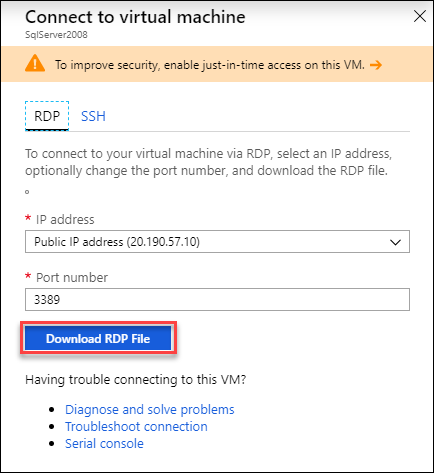 Connect to virtual machine
SqlServer2008
To improve security, enable just-in-time access on this VM. →
RDP SSH
To connect to your virtual machine via RDP, select an IP address,
optionally change the port number, and download the RDP file.
* IP address
Public IP address (20.190.57.10)
* Port number
3389
Download RDP File
Having trouble connecting to this VM?
• Diagnose and solve problems
• Troubleshoot connection
• Serial console